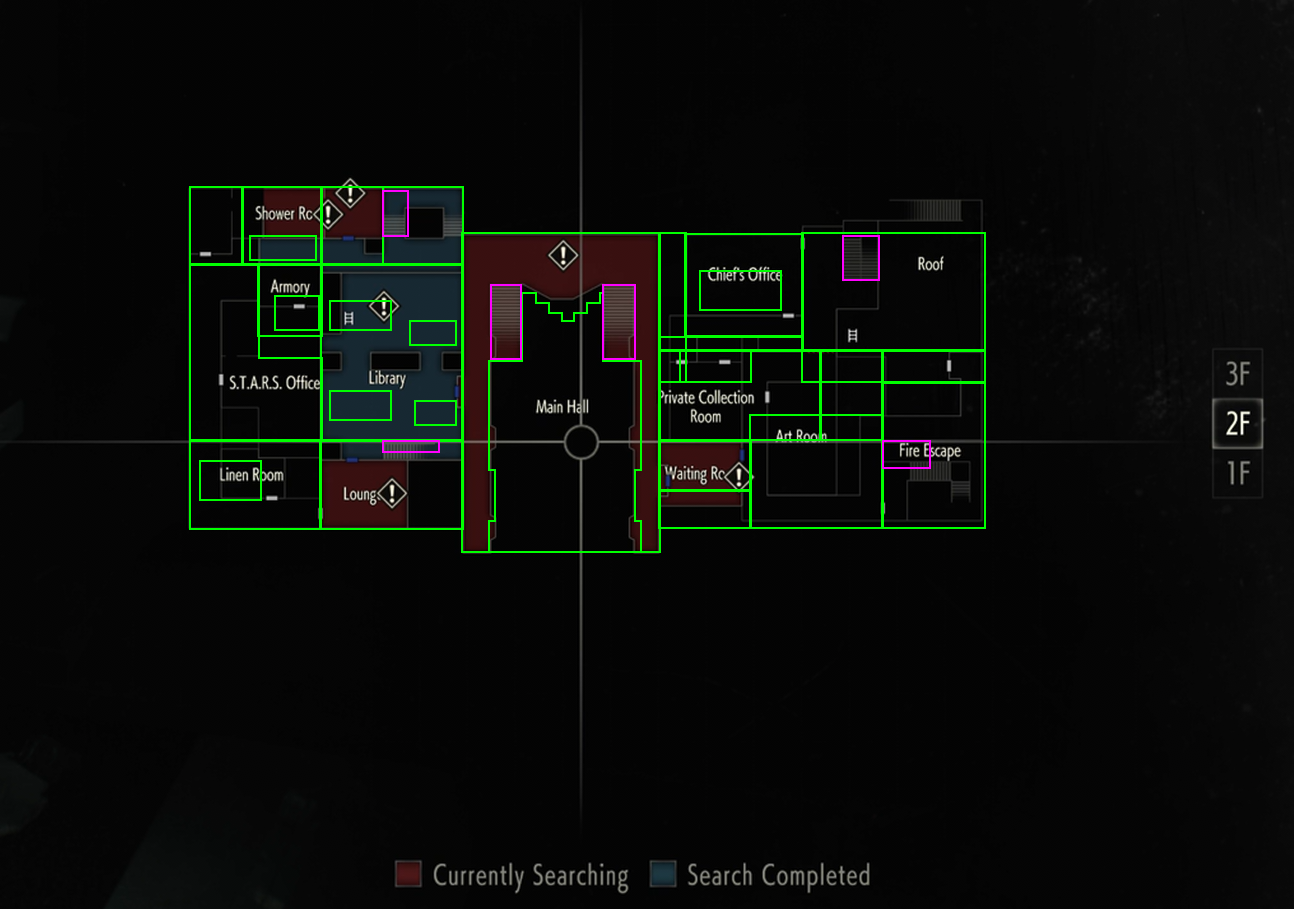 Shower Ro
Chief's Office
Roof
Armory
S.T.A.R.S. Office
Library
Main Hall
Private Collection
Room
Art Room
Linen Room
Loung
Waiting Ro
Fire Escape
3F
2F
1F
Currently Searching
Search Completed